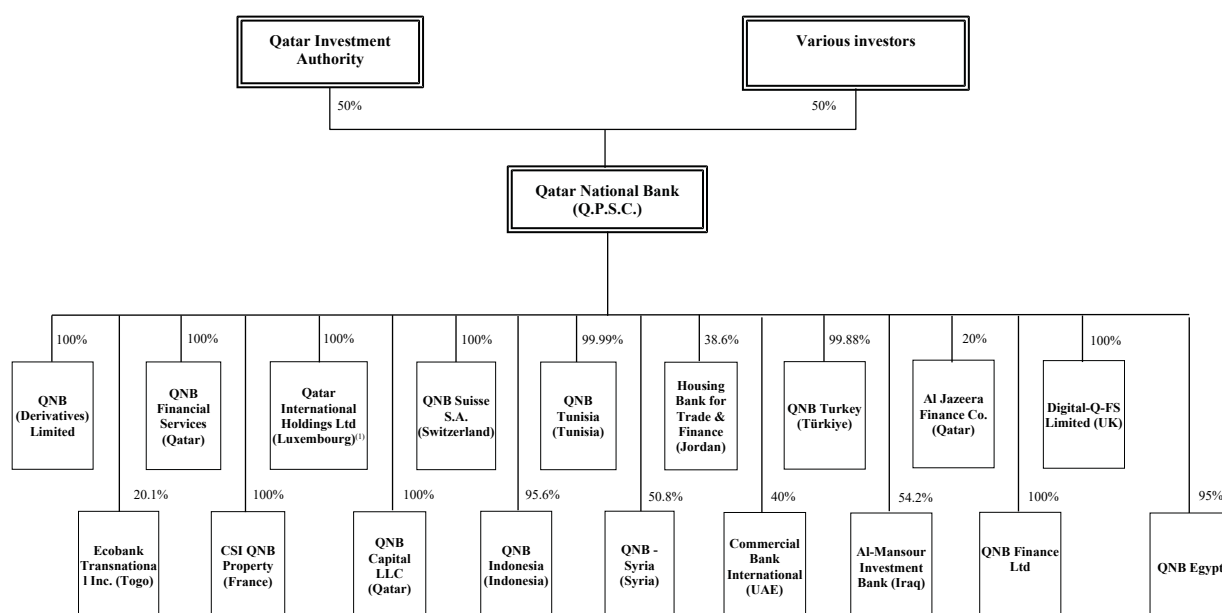 Qatar Investment
Authority
Various investors
50%
50%
Qatar National Bank
(Q.P.S.C.)
100%
100%
100%
100%
99.99%
38.6%
99.88%
20%
100%
QNB
(Derivatives)
Limited
QNB
Financial
Services
(Qatar)
Qatar
International
Holdings Ltd
(Luxembourg)(1)
QNB Suisse
S.A.
(Switzerland)
QNB
Tunisia
(Tunisia)
Housing
Bank for
Trade &
Finance
(Jordan)
QNB Turkey
(Türkiye)
Al Jazeera
Finance Co.
(Qatar)
Digital-Q-FS
Limited (UK)
20.1%
100%
100%
95.6%
50.8%
40%
54.2%
100%
95%
Ecobank
Transnationa
l Inc. (Togo)
CSI QNB
Property
(France)
QNB
Capital
LLC
(Qatar)
QNB
Indonesia
(Indonesia)
QNB -
Syria
(Syria)
Commercial
Bank
International
(UAE)
Al-Mansour
Investment
Bank (Iraq)
QNB Finance
Ltd
QNB Egypt